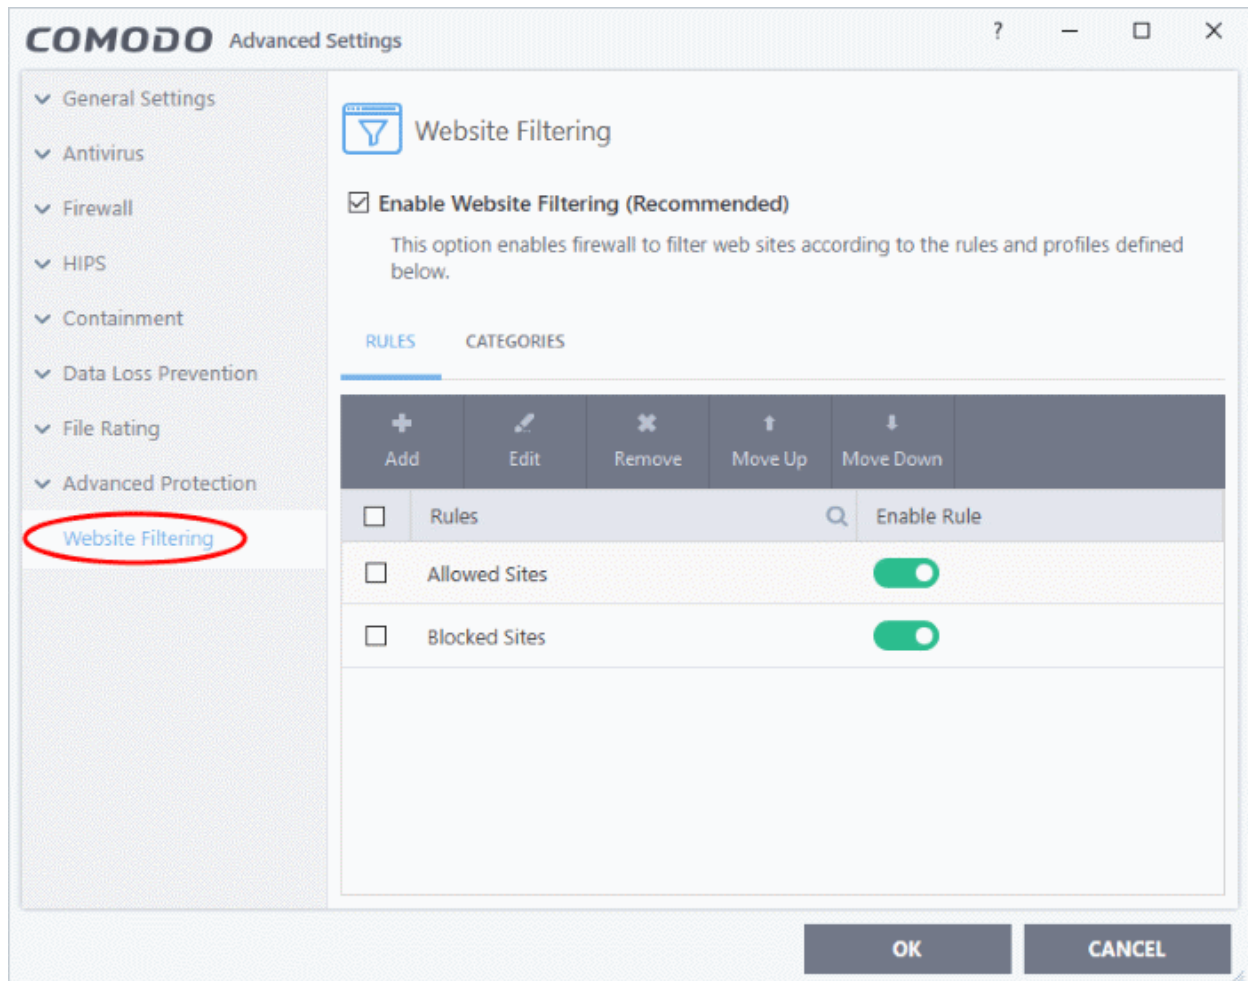 COMODO Advanced Settings ?
General Settings
Antivirus
Firewall
HIPS
Containment
Data Loss Prevention
File Rating
Advanced Protection
Website Filtering
Website Filtering
Enable Website Filtering (Recommended)
This option enables firewall to filter web sites according to the rules and profiles defined
below.
RULES CATEGORIES
Add Edit Remove Move Up Move Down
Rules Enable Rule
Allowed Sites
Blocked Sites
OK CANCEL